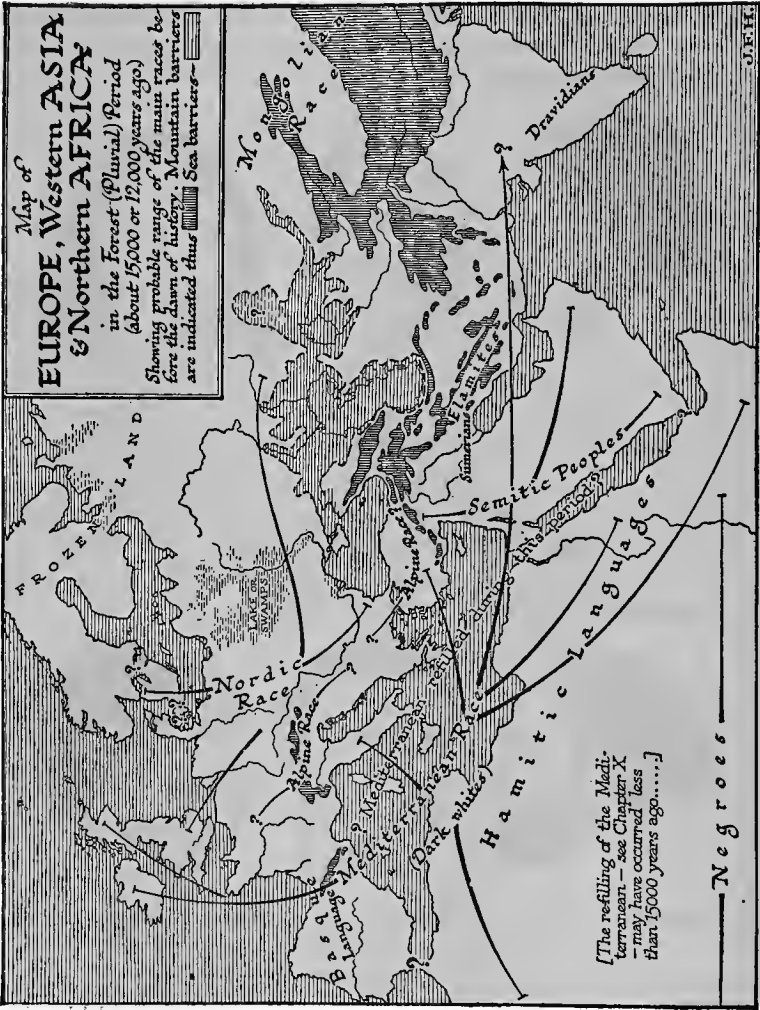 Map of
EUROPE, Western ASIA
& Northern AFRICA
in the Forest (Pluvial) Period
(about 15,000 or 12,000 years ago)
Showing probable range of the main races be-
fore the dawn of history. Mountain barriers
are indicated thus Sea barriers-
J.F.H.
FROZEN LAND
Mongolian
Race
?
Dravidians
?
LAKE OR
SWAMPS
Elamites
Sumerians
?
?
Nordic
Race
Alpine Race?
?
?
Semitic Peoples
Alpine Race
?
? Mediterranean refilled during this period?
Mediterranean Race
(Dark whites)
Basque
language
?
Hamitic Languages
[The refilling of the Medi-
terranean – see Chapter X
– may have occurred less
than 15000 years ago......]
Negroes